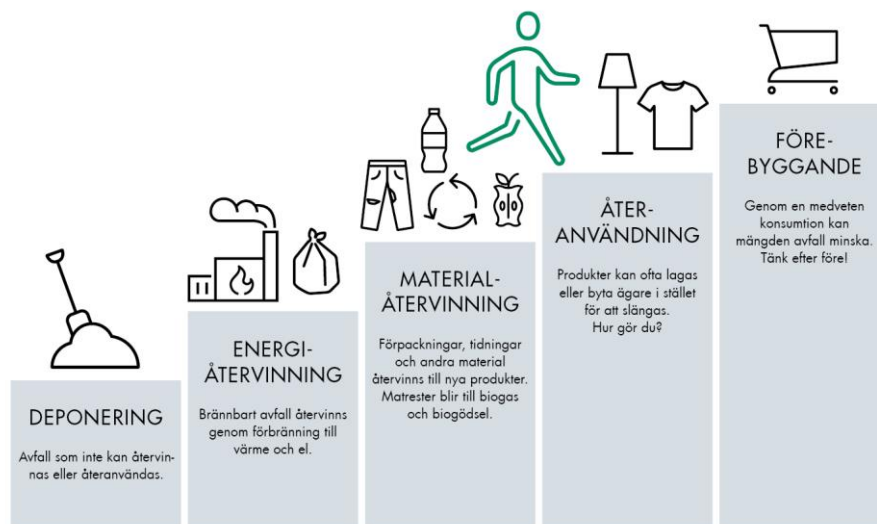 DEPONERING
Avfall som inte kan återvin-
nas eller återanvändas.
ENERGI-
ÅTERVINNING
Brännbart avfall återvinns
genom förbränning till
värme och el.
MATERIAL-
ÅTERVINNING
Förpackningar, tidningar
och andra material
återvinns till nya produkter.
Matrester blir till biogas
och biogödsel.
ÅTER-
ANVÄNDNING
Produkter kan ofta lagas
eller byta ägare i stället
för att slängas.
Hur gör du?
FÖRE-
BYGGANDE
Genom en medveten
konsumtion kan
mängden avfall minska.
Tänk efter före!